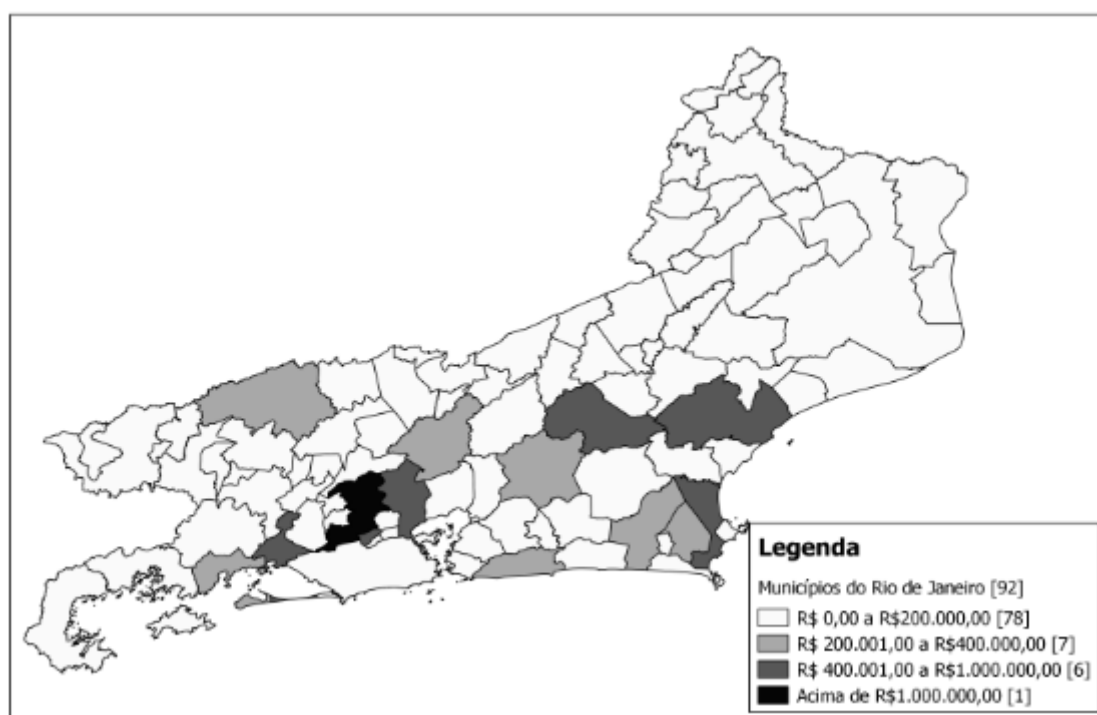 Legenda
Municípios do Rio de Janeiro [92]
R$ 0,00 a R$200.000,00 [78]
R$ 200.001,00 a R$400.000,00 [7]
R$ 400.001,00 a R$1.000.000,00 [6]
Acima de R$1.000.000,00 [1]